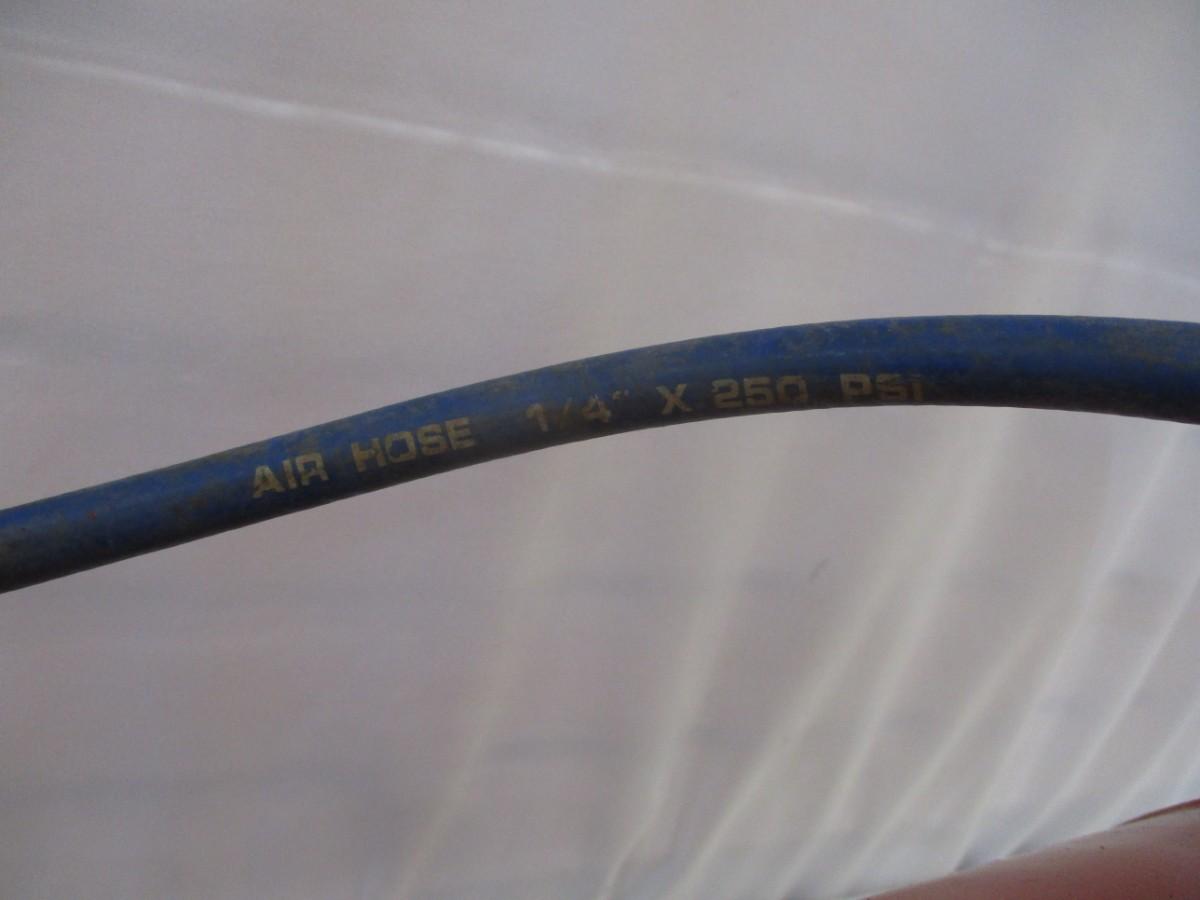 AIR HOSE 1/4" X 250 PSI